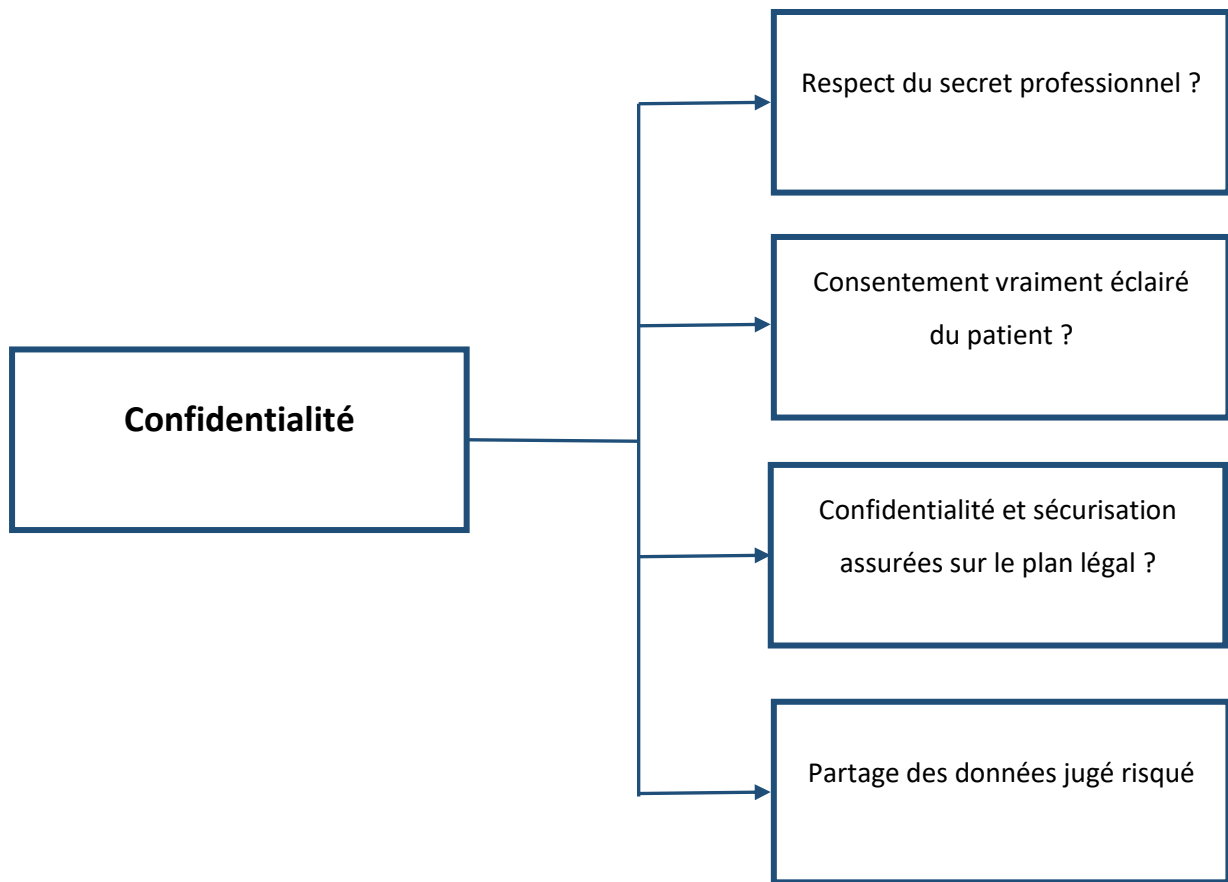 Respect du secret professionnel ?
Consentement vraiment éclairé
du patient ?
Confidentialité
Confidentialité et sécurisation
assurées sur le plan légal ?
Partage des données jugé risqué